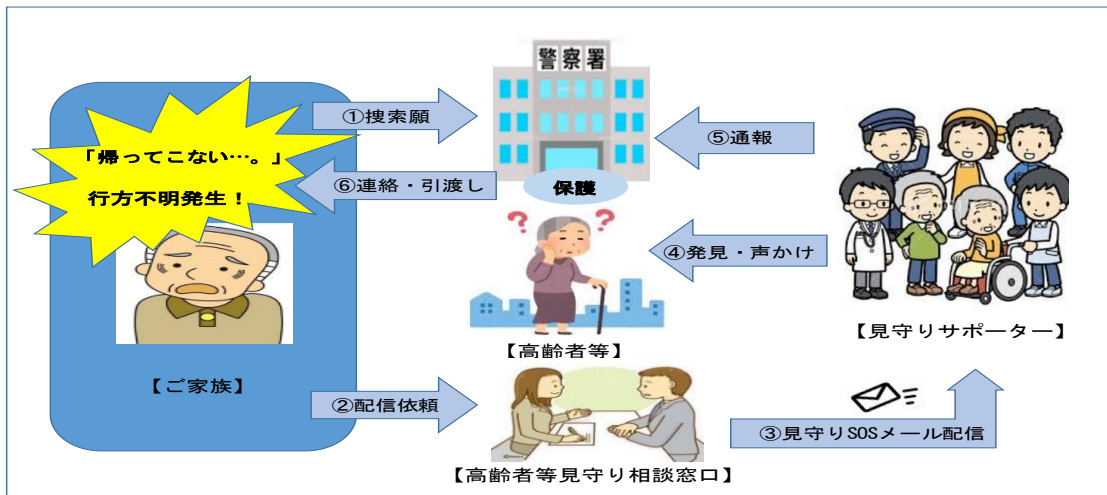 警察署
①捜索願
「帰ってこない…。」
行方不明発生！
⑤通報
⑥連絡・引渡し
保護
④発見・声かけ
【高齢者等】
【見守りサポーター】
【ご家族】
②配信依頼
③見守りSOSメール配信
【高齢者等見守り相談窓口】